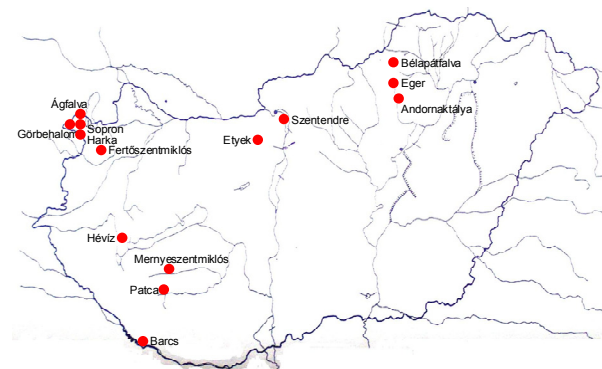 Bélapátfalva
Eger
Andornaktálya
Ágfalva
Szentendre
Görbehalom
Sopron
Harka
Etyek
Fertőszentmiklós
Hévíz
Mernyeszentmiklós
Patca
Barcs